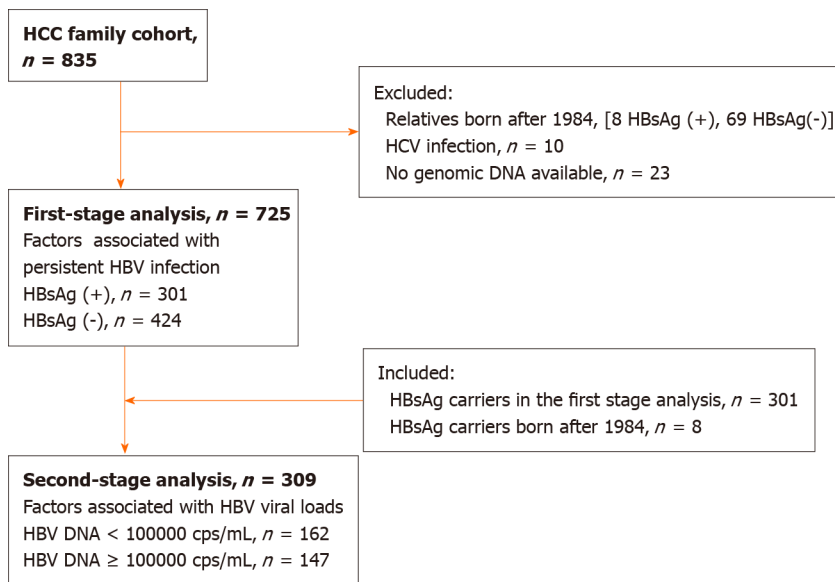 HCC family cohort,
n = 835
Excluded:
Relatives born after 1984, [8 HBsAg (+), 69 HBsAg(-)]
HCV infection, n = 10
No genomic DNA available, n = 23
First-stage analysis, n = 725
Factors associated with
persistent HBV infection
HBsAg (+), n = 301
HBsAg (-), n = 424
Included:
HBsAg carriers in the first stage analysis, n = 301
HBsAg carriers born after 1984, n = 8
Second-stage analysis, n = 309
Factors associated with HBV viral loads
HBV DNA < 100000 cps/mL, n = 162
HBV DNA ≥ 100000 cps/mL, n = 147